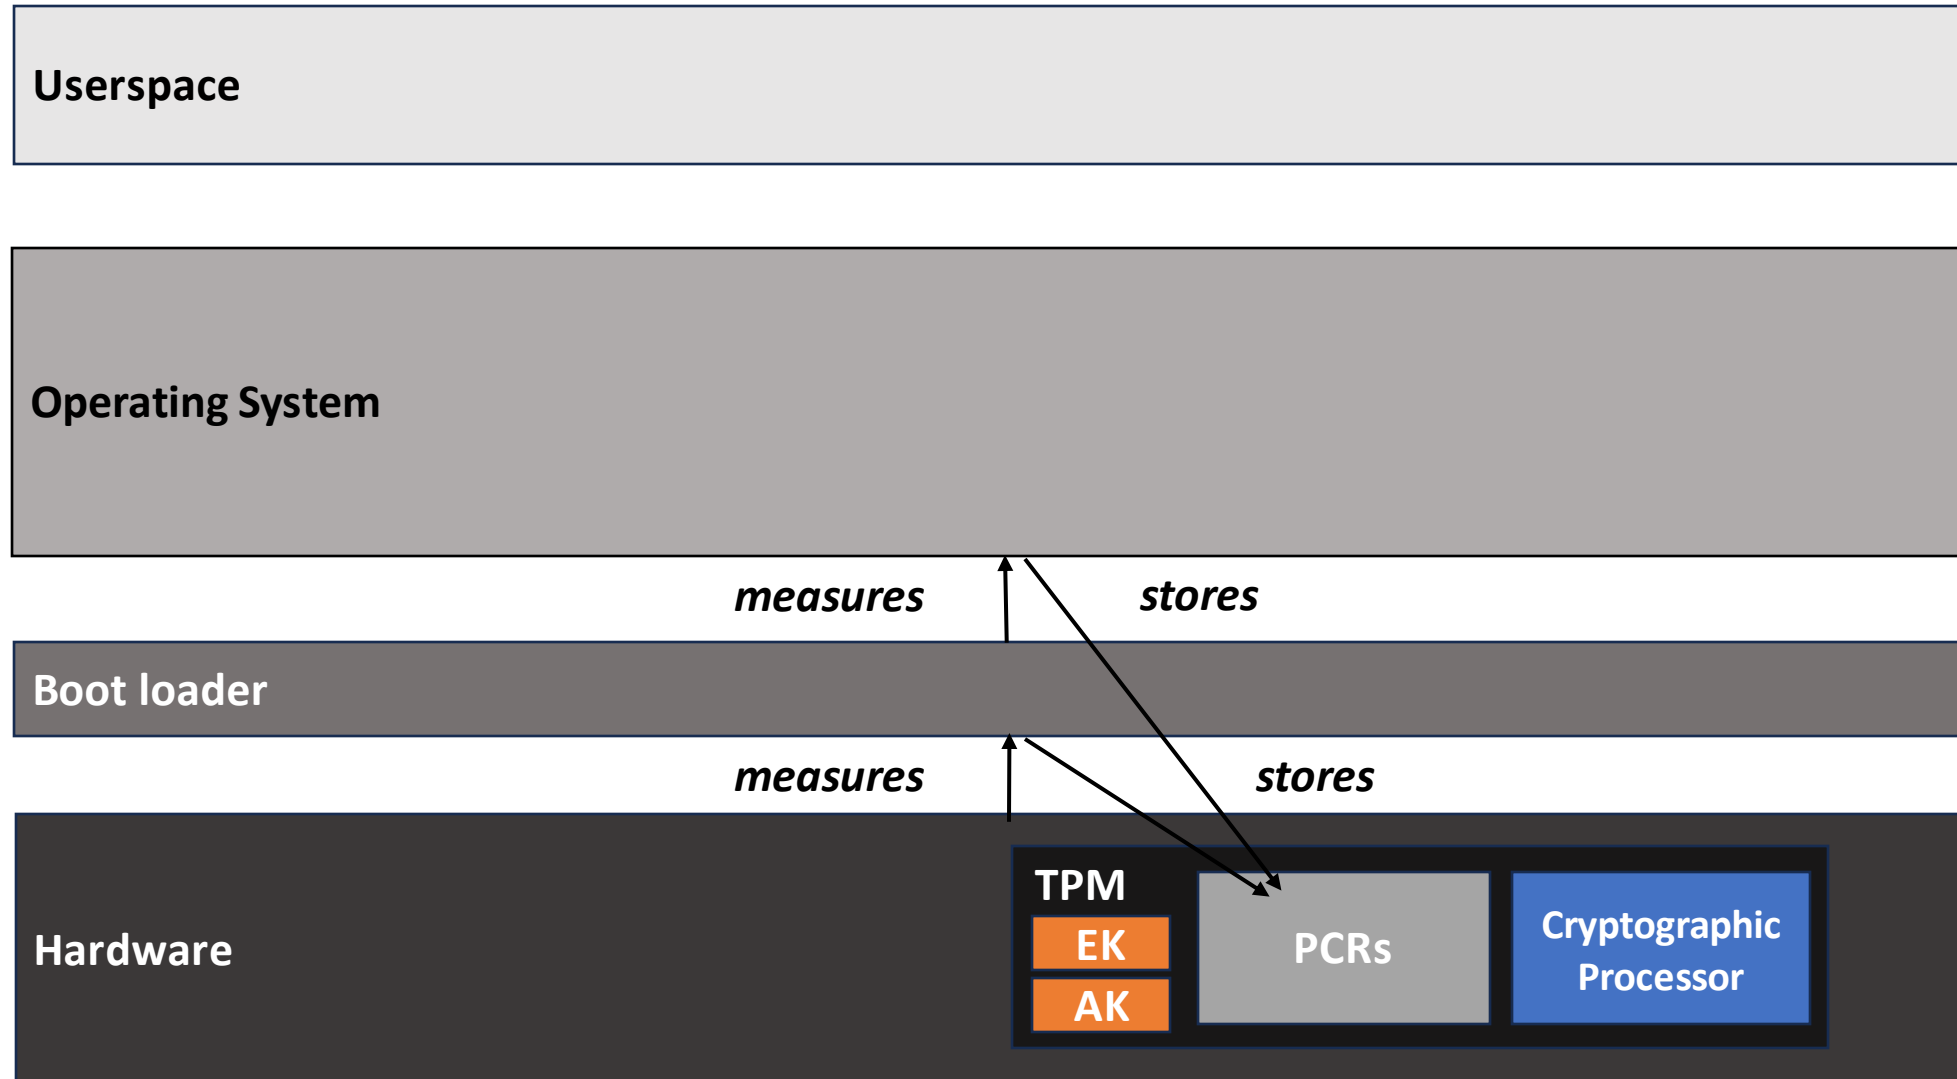 Userspace
Operating System
measures
stores
Boot loader
measures
stores
Hardware
TPM
EK
AK
PCRs
Cryptographic
Processor